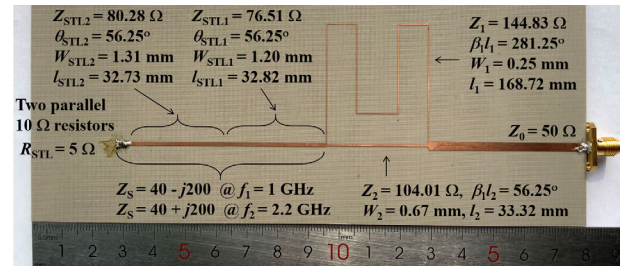 Z_STL2 = 80.28 Ω Z_STL1 = 76.51 Ω
θ_STL2 = 56.25° θ_STL1 = 56.25°
W_STL2 = 1.31 mm W_STL1 = 1.20 mm
l_STL2 = 32.73 mm l_STL1 = 32.82 mm
Z_1 = 144.83 Ω
β_1l_1 = 281.25°
W_1 = 0.25 mm
l_1 = 168.72 mm
Two parallel
10 Ω resistors
R_STL = 5 Ω
Z_0 = 50 Ω
Z_S = 40 - j200 @ f_1 = 1 GHz
Z_S = 40 + j200 @ f_2 = 2.2 GHz
Z_2 = 104.01 Ω, β_2l_2 = 56.25°
W_2 = 0.67 mm, l_2 = 33.32 mm
1 2 3 4 5 6 7 8 9 10 1 2 3 4 5 6 7 8